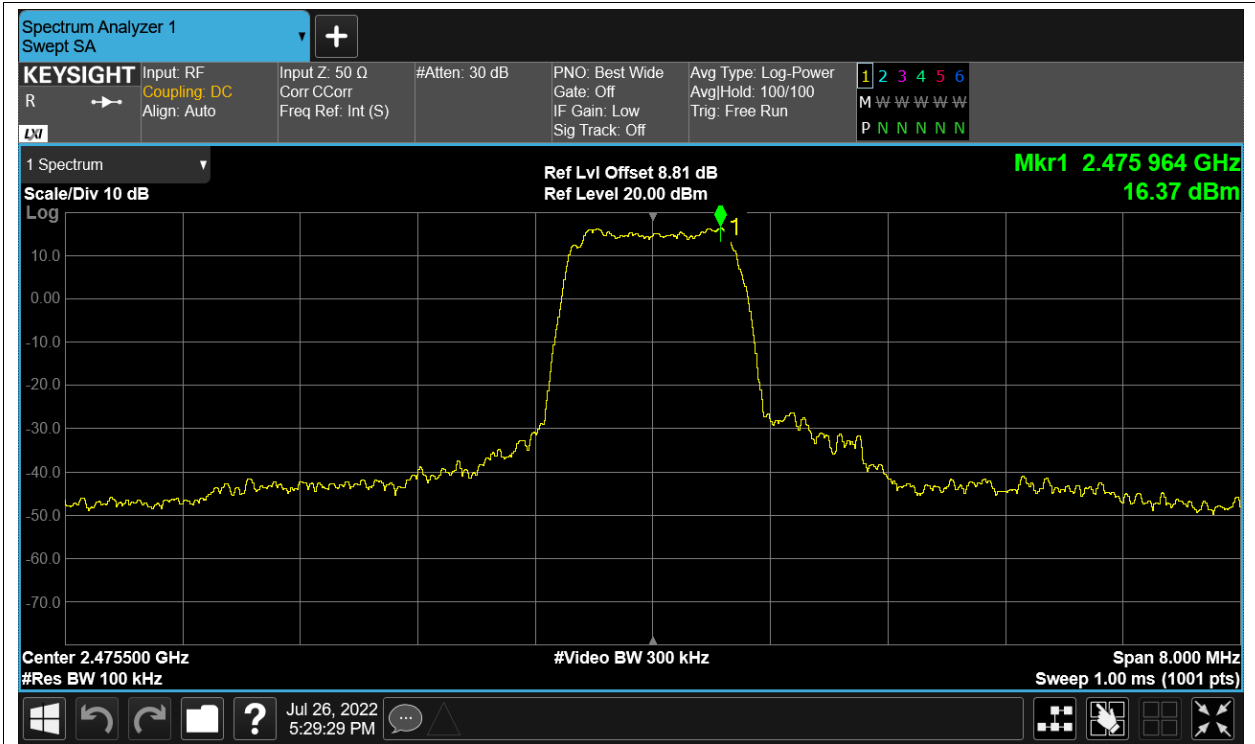 Spectrum Analyzer 1
Swept SA
+
KEYSIGHT
R
LXI
Input: RF
Coupling: DC
Align: Auto
Input Z: 50 Ω
Corr CCorr
Freq Ref: Int (S)
#Atten: 30 dB
PNO: Best Wide
Gate: Off
IF Gain: Low
Sig Track: Off
Avg Type: Log-Power
Avg|Hold: 100/100
Trig: Free Run
1 2 3 4 5 6
M W W W W W W
P N N N N N N
1 Spectrum
Scale/Div 10 dB
Ref Lvl Offset 8.81 dB
Ref Level 20.00 dBm
Mkr1 2.475 964 GHz
16.37 dBm
Log
1
10.0
0.00
-10.0
-20.0
-30.0
-40.0
-50.0
-60.0
-70.0
Center 2.475500 GHz
#Video BW 300 kHz
Span 8.000 MHz
#Res BW 100 kHz
Sweep 1.00 ms (1001 pts)
?
Jul 26, 2022
5:29:29 PM